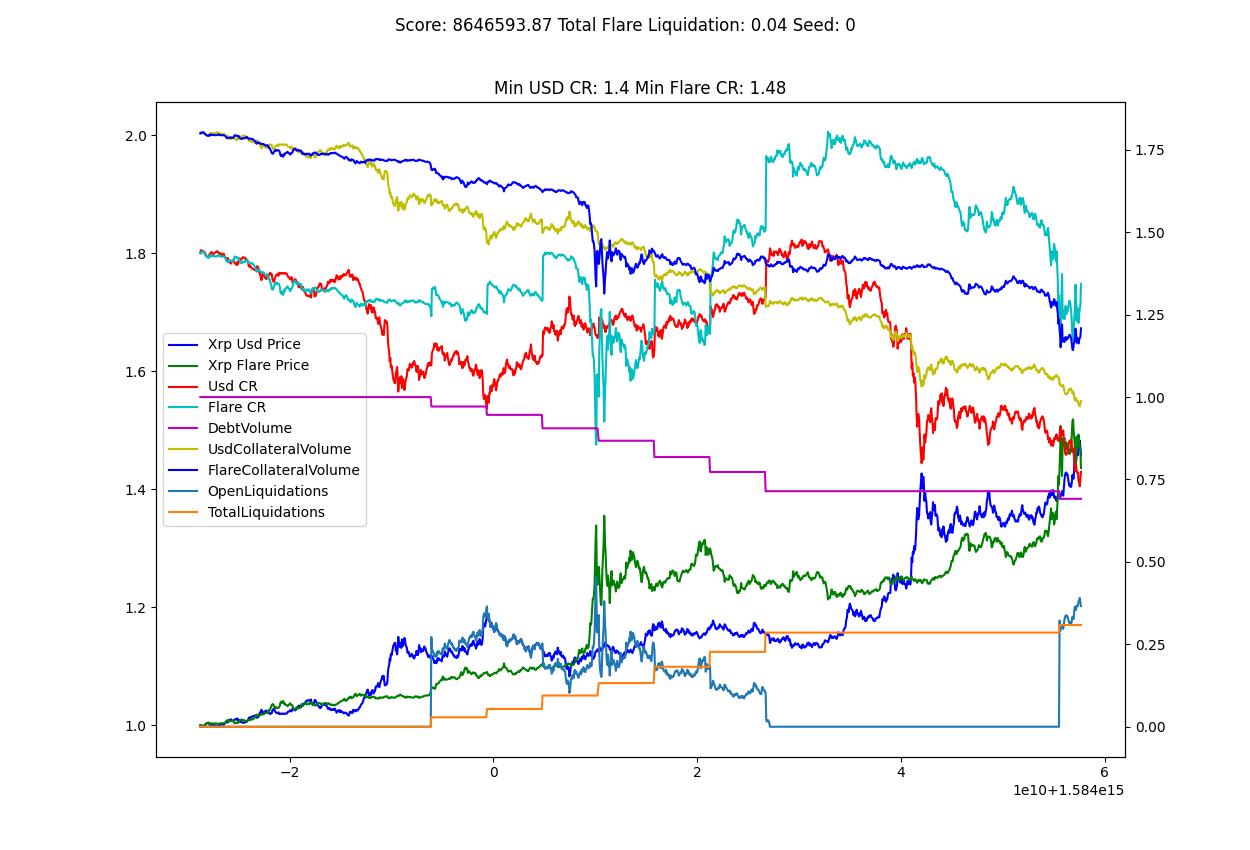 Score: 8646593.87 Total Flare Liquidation: 0.04 Seed: 0
Min USD CR: 1.4 Min Flare CR: 1.48
2.0
1.8
1.6
1.4
1.2
1.0
Xrp Usd Price
Xrp Flare Price
Usd CR
Flare CR
DebtVolume
UsdCollateralVolume
FlareCollateralVolume
OpenLiquidations
TotalLiquidations
1.75
1.50
1.25
1.00
0.75
0.50
0.25
0.00
−2 0 2 4 6
1e10+1.584e15